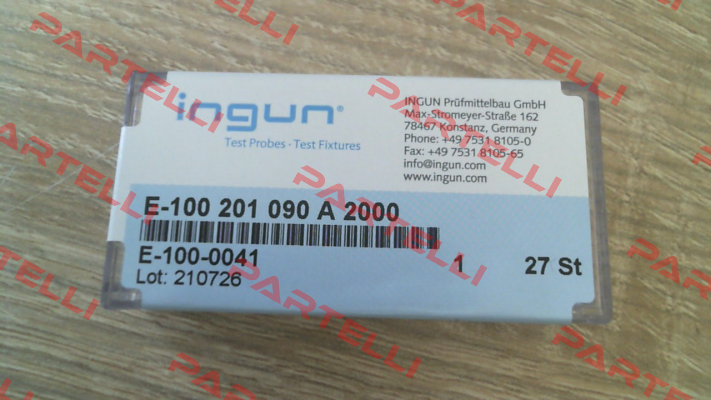 ingun®
Test Probes - Test Fixtures
INGUN Prüfmittelbau GmbH
Max-Stromeyer-Straße 162
78467 Konstanz, Germany
Phone: +49 7531 8105-0
Fax: +49 7531 8105-65
info@ingun.com
www.ingun.com
E-100 201 090 A 2000
E-100-0041
1
27 St
Lot: 210726
PARTELLI
PARTELLI
PARTELLI
PARTELLI
PARTELLI
PARTELLI
PARTELLI